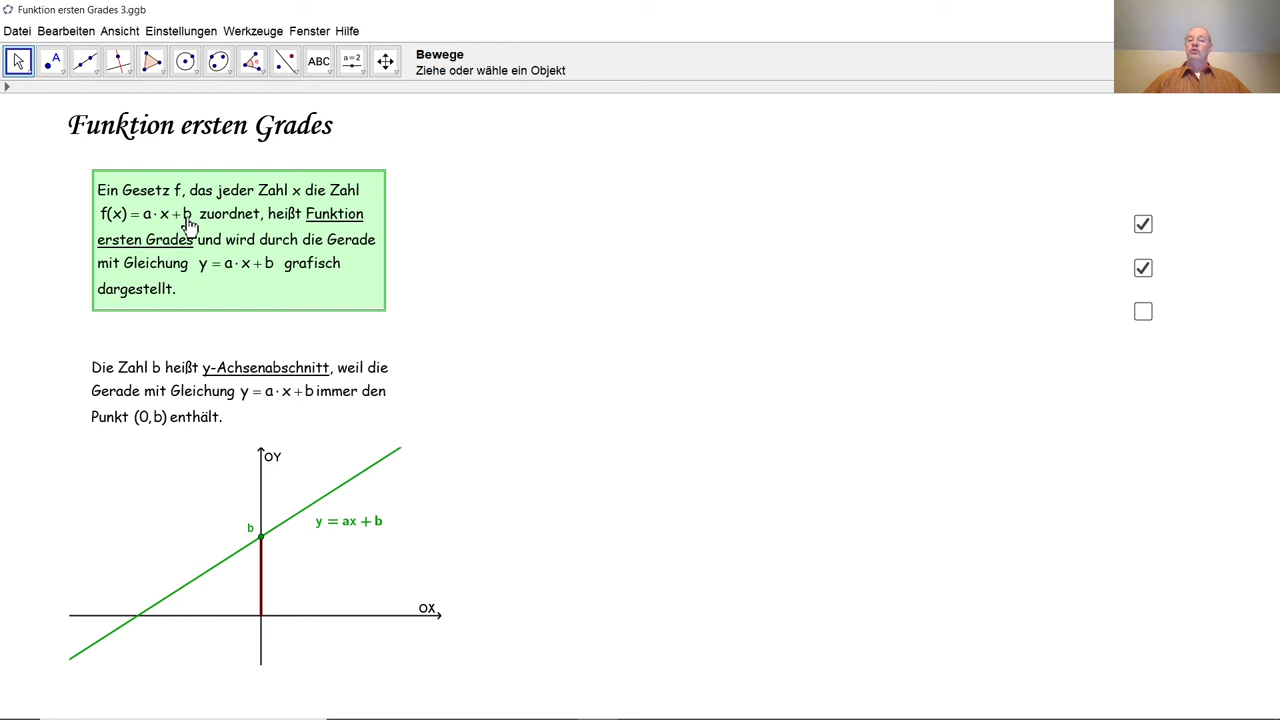 Funktion ersten Grades 3.ggb
Datei Bearbeiten Ansicht Einstellungen Werkzeuge Fenster Hilfe
A
ABC
a=2
Bewege
Ziehe oder wähle ein Objekt
Funktion ersten Grades
Ein Gesetz f, das jeder Zahl x die Zahl
f(x) = a · x + b zuordnet, heißt Funktion
ersten Grades und wird durch die Gerade
mit Gleichung y = a · x + b grafisch
dargestellt.
Die Zahl b heißt y-Achsenabschnitt, weil die
Gerade mit Gleichung y = a · x + b immer den
Punkt (0, b) enthält.
OY
b
y = ax + b
OX